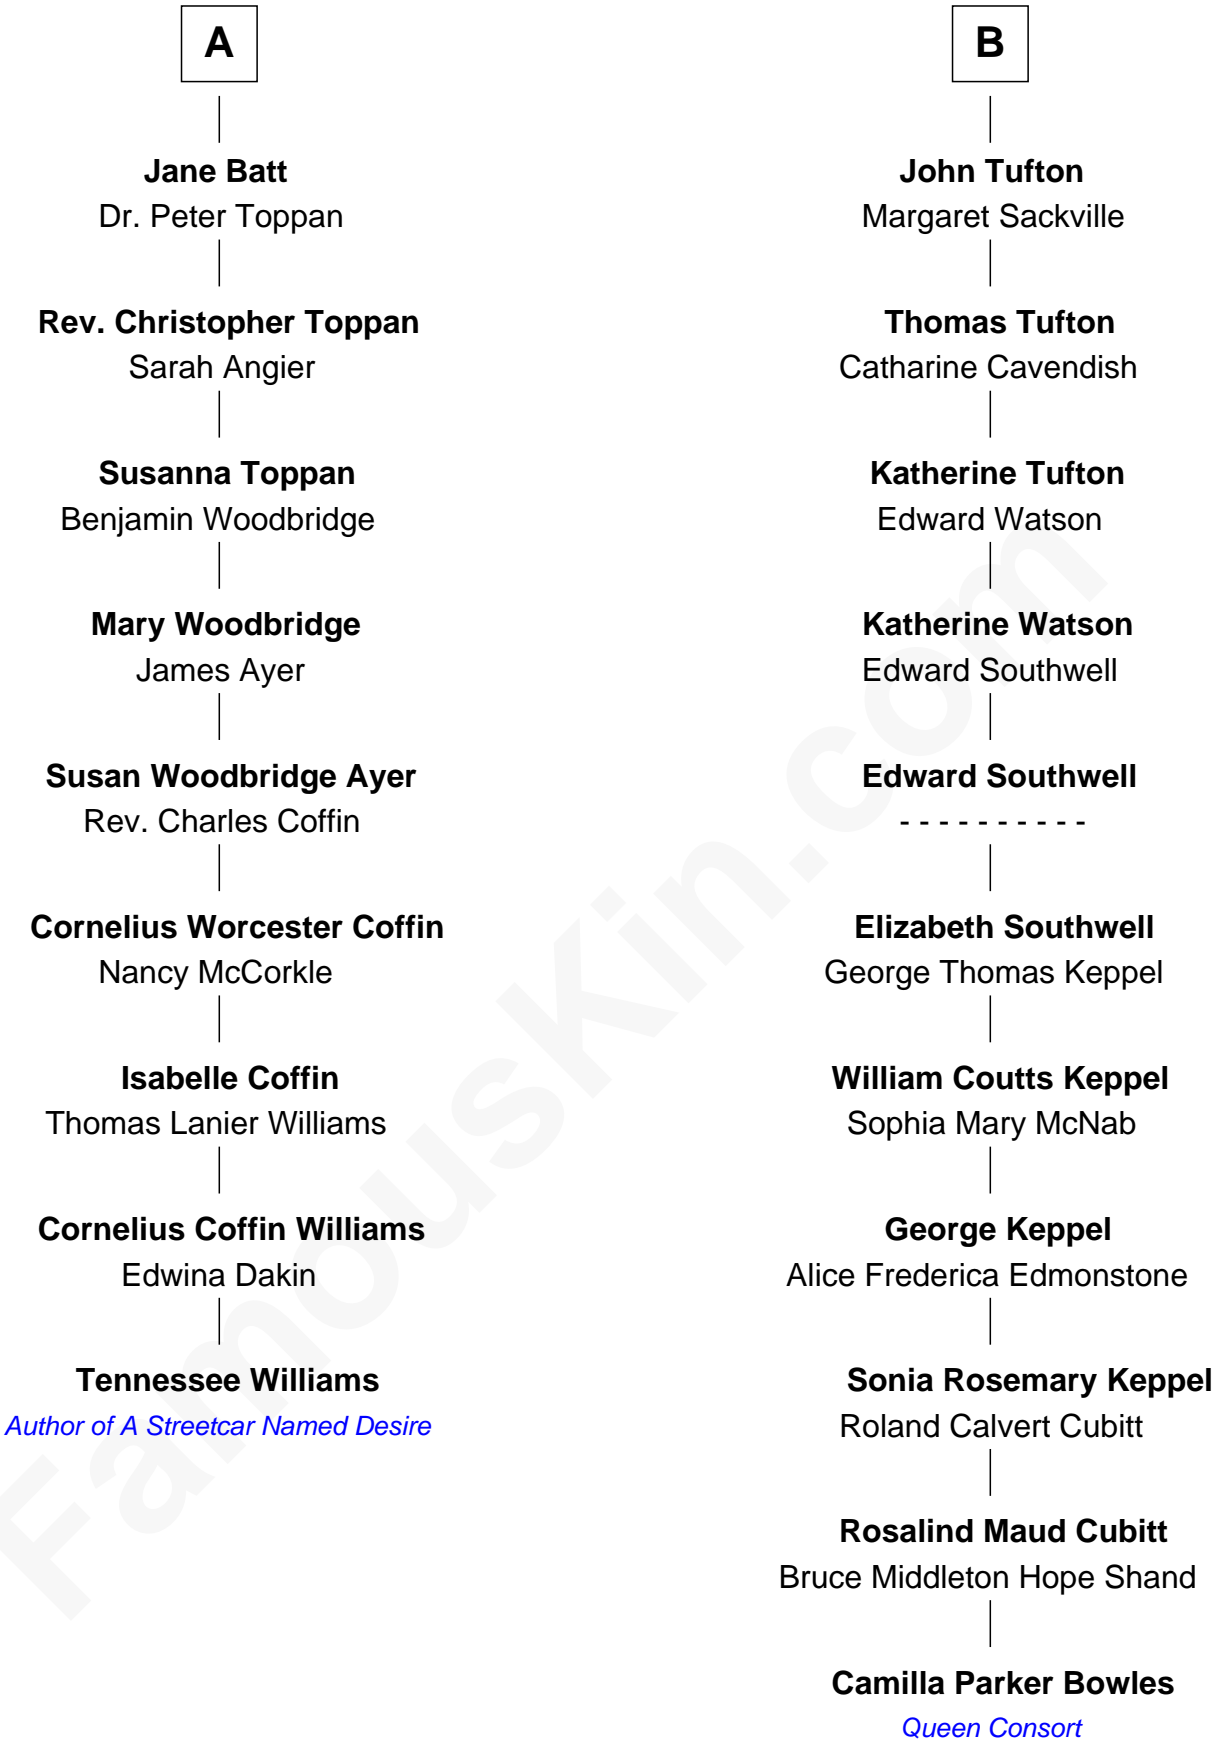 A
Jane Batt
Dr. Peter Toppan
Rev. Christopher Toppan
Sarah Angier
Susanna Toppan
Benjamin Woodbridge
Mary Woodbridge
James Ayer
Susan Woodbridge Ayer
Rev. Charles Coffin
Cornelius Worcester Coffin
Nancy McCorkle
Isabelle Coffin
Thomas Lanier Williams
Cornelius Coffin Williams
Edwina Dakin
Tennessee Williams
Author of A Streetcar Named Desire
B
John Tufton
Margaret Sackville
Thomas Tufton
Catharine Cavendish
Katherine Tufton
Edward Watson
Katherine Watson
Edward Southwell
Edward Southwell
- - - - - - - - - -
Elizabeth Southwell
George Thomas Keppel
William Coutts Keppel
Sophia Mary McNab
George Keppel
Alice Frederica Edmonstone
Sonia Rosemary Keppel
Roland Calvert Cubitt
Rosalind Maud Cubitt
Bruce Middleton Hope Shand
Camilla Parker Bowles
Queen Consort
FamousKin.com